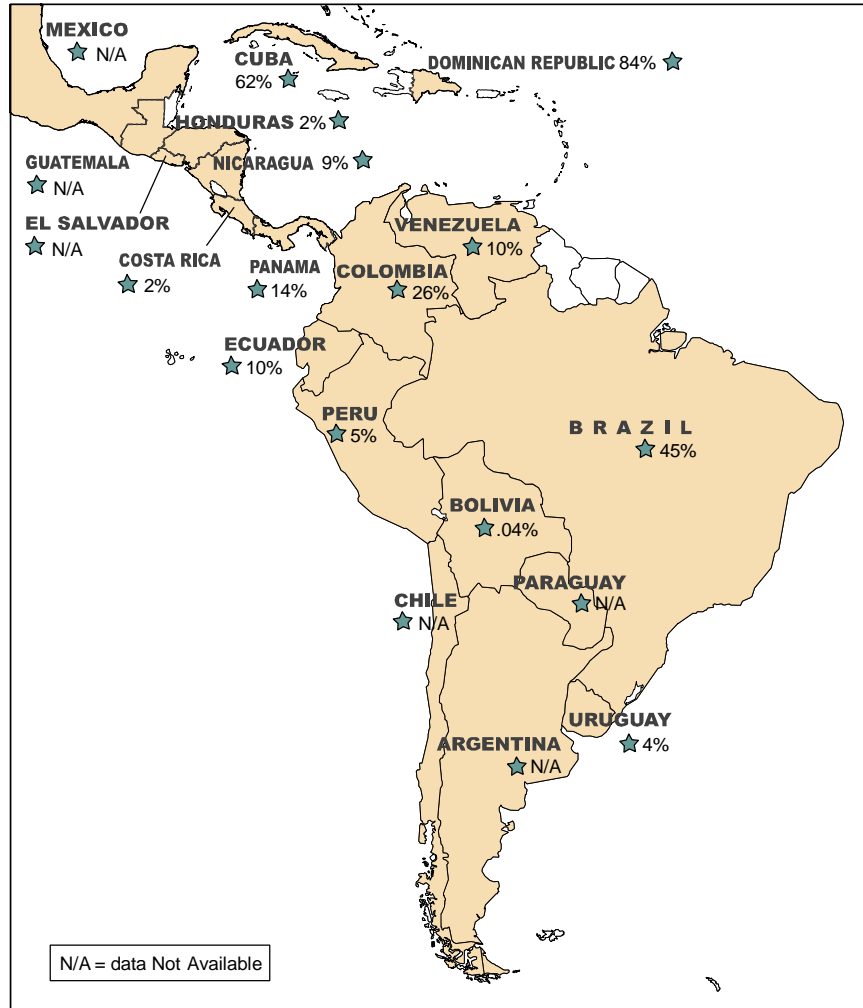 MEXICO
N/A
CUBA
62%
DOMINICAN REPUBLIC 84%
HONDURAS 2%
GUATEMALA
N/A
NICARAGUA 9%
EL SALVADOR
N/A
COSTA RICA
2%
PANAMA
14%
VENEZUELA
10%
COLOMBIA
26%
ECUADOR
10%
PERU
5%
BRAZIL
45%
BOLIVIA
.04%
PARAGUAY
N/A
CHILE
N/A
URUGUAY
4%
ARGENTINA
N/A
N/A = data Not Available